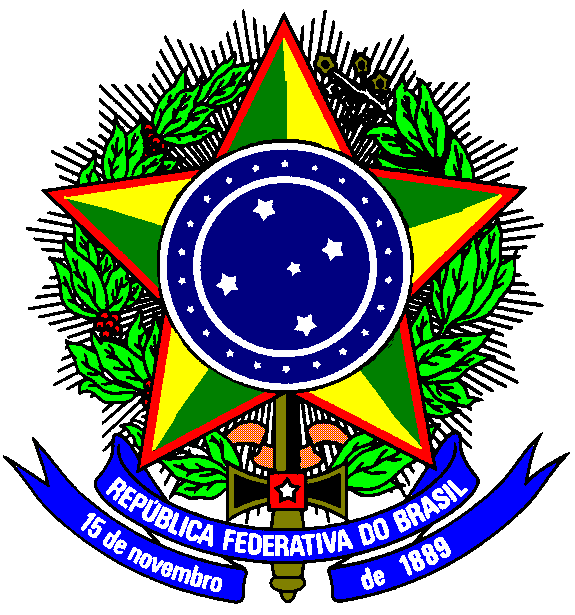 REPÚBLICA FEDERATIVA DO BRASIL
15 de novembro de 1889